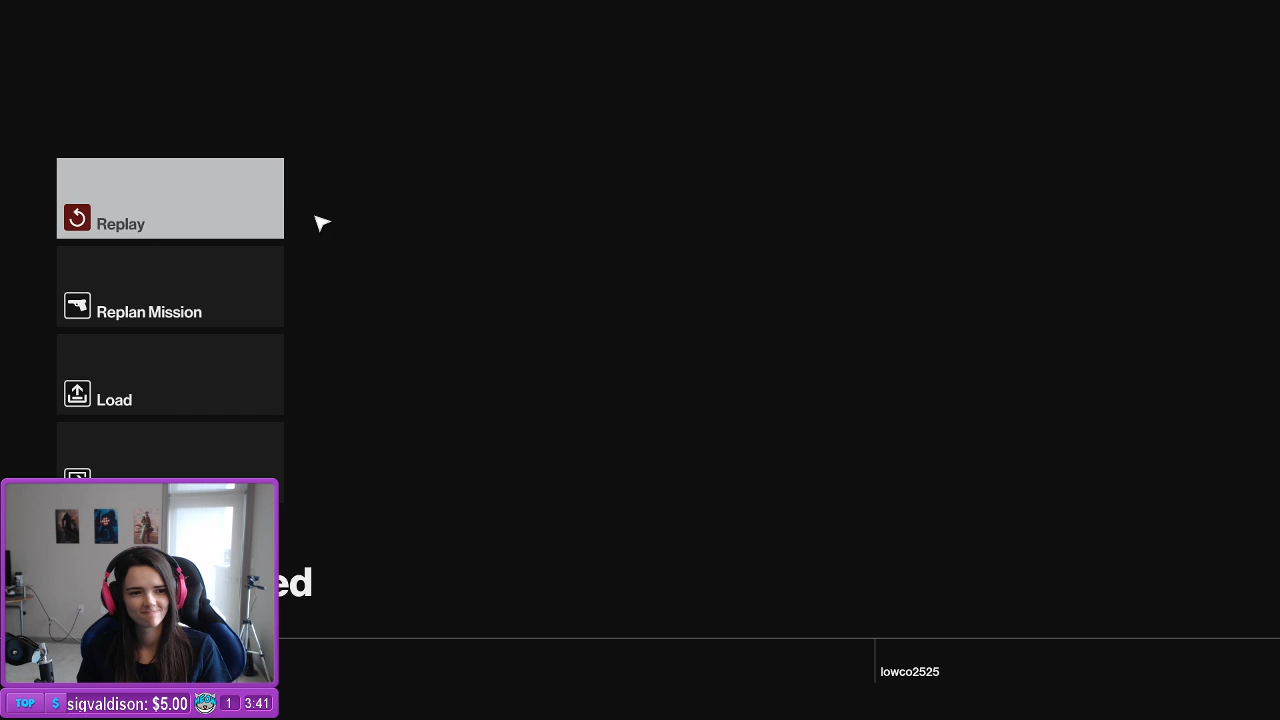 Replay
Replan Mission
Load
ed
lowco2525
TOP $ sigvaldison: $5.00 1 3:41